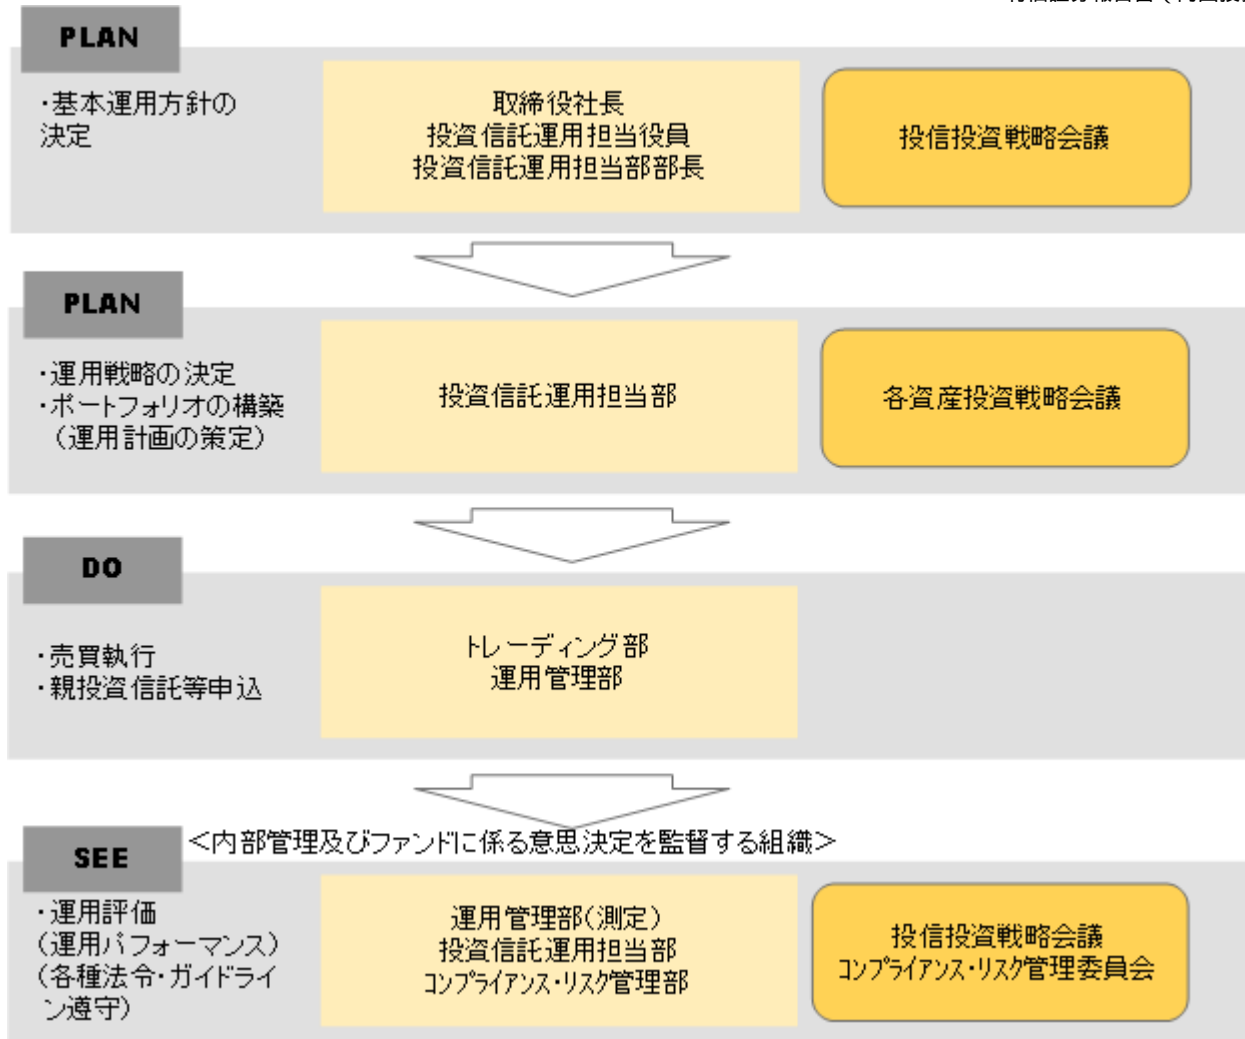 PLAN
・基本運用方針の
決定
取締役社長
投資信託運用担当役員
投資信託運用担当部部長
投信投資戦略会議
PLAN
・運用戦略の決定
・ポートフォリオの構築
（運用計画の策定）
投資信託運用担当部
各資産投資戦略会議
DO
・売買執行
・親投資信託等申込
トレーディング部
運用管理部
SEE
＜内部管理及びファンドに係る意思決定を監督する組織＞
・運用評価
（運用パフォーマンス）
（各種法令・ガイドライ
ン遵守）
運用管理部（測定）
投資信託運用担当部
コンプライアンス・リスク管理部
投信投資戦略会議
コンプライアンス・リスク管理委員会